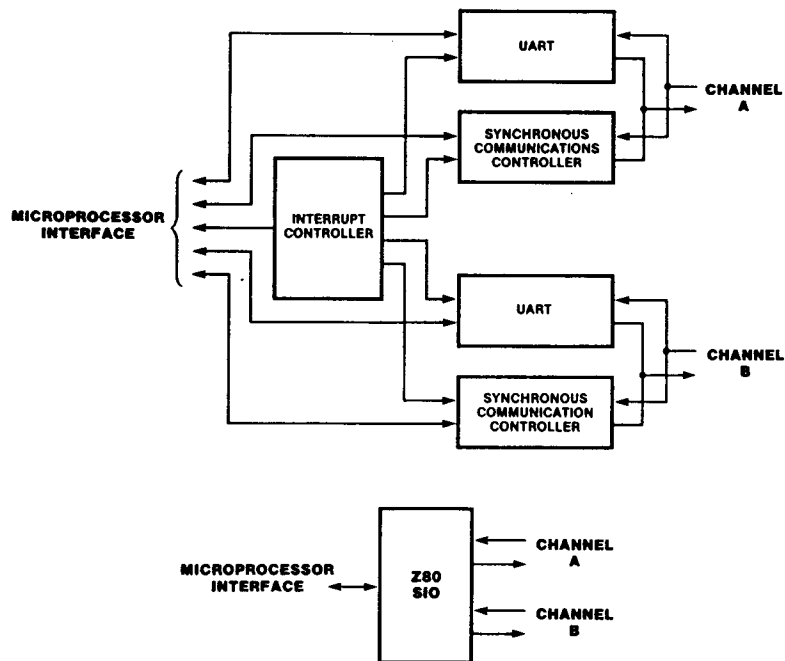 UART
CHANNEL
A
SYNCHRONOUS
COMMUNICATIONS
CONTROLLER
MICROPROCESSOR
INTERFACE
INTERRUPT
CONTROLLER
UART
CHANNEL
B
SYNCHRONOUS
COMMUNICATION
CONTROLLER
MICROPROCESSOR
INTERFACE
Z80
SIO
CHANNEL
A
CHANNEL
B